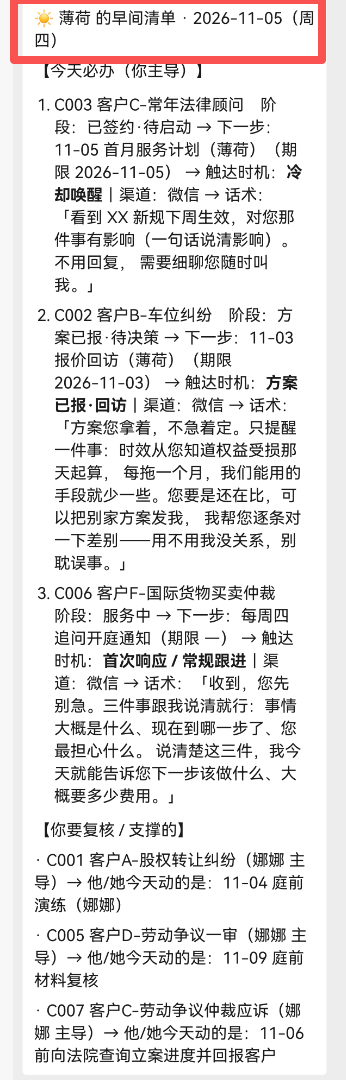 ☀️ 薄荷 的早间清单 · 2026-11-05（周
四）
【今天必办（你主导）】
1. C003 客户C-常年法律顾问　阶
段：已签约·待启动 → 下一步：
11-05 首月服务计划（薄荷）（期
限 2026-11-05） → 触达时机：冷
却唤醒｜渠道：微信 → 话术：
「看到 XX 新规下周生效，对您那
件事有影响（一句话说清影响）。
不用回复， 需要细聊您随时叫
我。」
2. C002 客户B-车位纠纷　阶段：方
案已报·待决策 → 下一步：11-03
报价回访（薄荷）（期限
2026-11-03） → 触达时机：方案
已报·回访｜渠道：微信 → 话术：
「方案您拿着，不急着定。只提醒
一件事：时效从您知道权益受损那
天起算， 每拖一个月，我们能用的
手段就少一些。您要是还在比，可
以把别家方案发我， 我帮您逐条对
一下差别——用不用我没关系，别
耽误事。」
3. C006 客户F-国际货物买卖仲裁
阶段：服务中 → 下一步：每周四
追问开庭通知（期限 —） → 触达
时机：首次响应 / 常规跟进｜渠
道：微信 → 话术：「收到，您先
别急。三件事跟我说清就行：事情
大概是什么、现在到哪一步了、您
最担心什么。 说清楚这三件，我今
天就能告诉您下一步该做什么、大
概要多少费用。」
【你要复核 / 支撑的】
· C001 客户A-股权转让纠纷（娜娜 主
导）→ 他/她今天动的是：11-04 庭前
演练（娜娜）
· C005 客户D-劳动争议一审（娜娜 主
导）→ 他/她今天动的是：11-09 庭前
材料复核
· C007 客户C-劳动争议仲裁应诉（娜
娜 主导）→ 他/她今天动的是：11-06
前向法院查询立案进度并回报客户